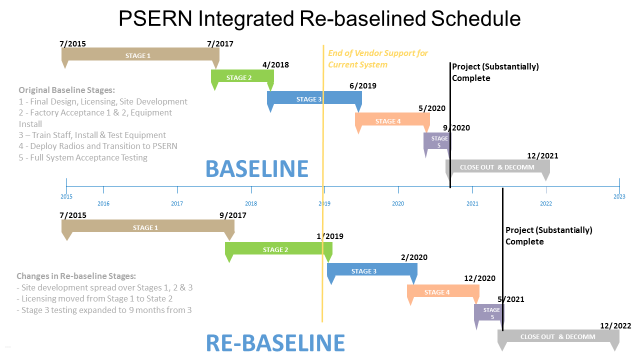 PSERN Integrated Re-baselined Schedule
7/2015
7/2017
STAGE 1
End of Vendor Support for
Current System
4/2018
STAGE 2
Project (Substantially)
Complete
Original Baseline Stages:
1 - Final Design, Licensing, Site Development
2 - Factory Acceptance 1 & 2, Equipment
Install
3 – Train Staff, Install & Test Equipment
4 - Deploy Radios and Transition to PSERN
5 - Full System Acceptance Testing
6/2019
STAGE 3
5/2020
STAGE 4
9/2020
STAGE
5
12/2021
CLOSE OUT & DECOMM
BASELINE
2015
2016
2017
2018
2019
2020
2021
2022
2023
7/2015
9/2017
STAGE 1
1/2019
STAGE 2
Project (Substantially)
Complete
2/2020
STAGE 3
Changes in Re-baseline Stages:
- Site development spread over Stages 1, 2 & 3
- Licensing moved from Stage 1 to State 2
- Stage 3 testing expanded to 9 months from 3
12/2020
STAGE 4
5/2021
STAGE
5
12/2022
CLOSE OUT & DECOMM
RE-BASELINE